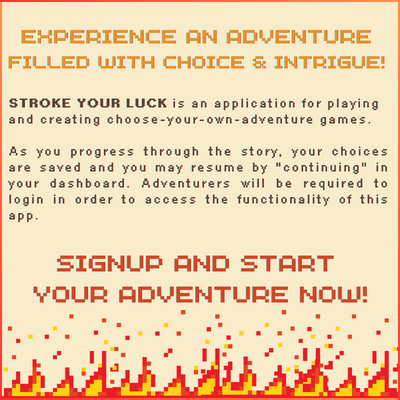 EXPERIENCE AN ADVENTURE
FILLED WITH CHOICE & INTRIGUE!
STROKE YOUR LUCK is an application for playing
and creating choose-your-own-adventure games.
As you progress through the story, your choices
are saved and you may resume by "continuing" in
your dashboard. Adventurers will be required to
login in order to access the functionality of this
app.
SIGNUP AND START
YOUR ADVENTURE NOW!